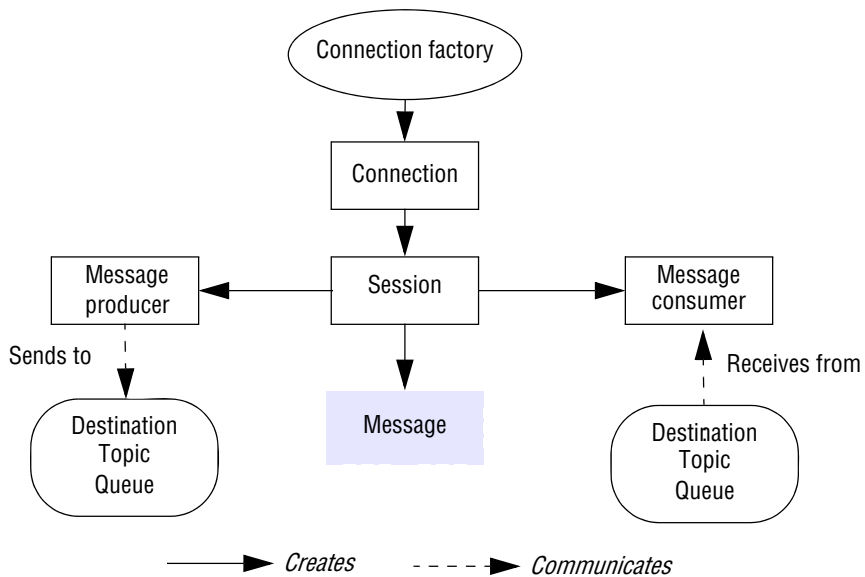 Connection factory
Connection
Message
producer
Session
Message
consumer
Sends to
Receives from
Destination
Topic
Queue
Message
Destination
Topic
Queue
Creates
Communicates